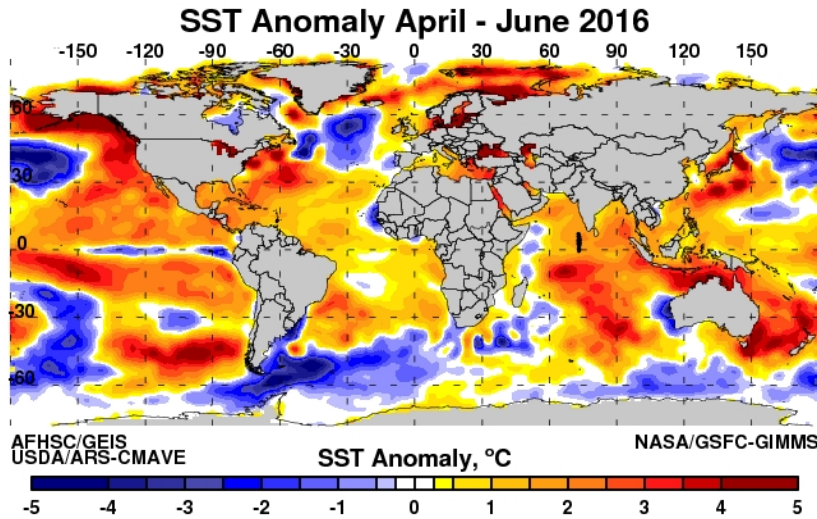 SST Anomaly April - June 2016
-150 -120 -90 -60 -30 0 30 60 90 120 150
60
30
0
-30
-60
AFHSC/GEIS NASA/GSFC-GIMMS
USDA/ARS-CMAVE SST Anomaly, ºC
-5 -4 -3 -2 -1 0 1 2 3 4 5